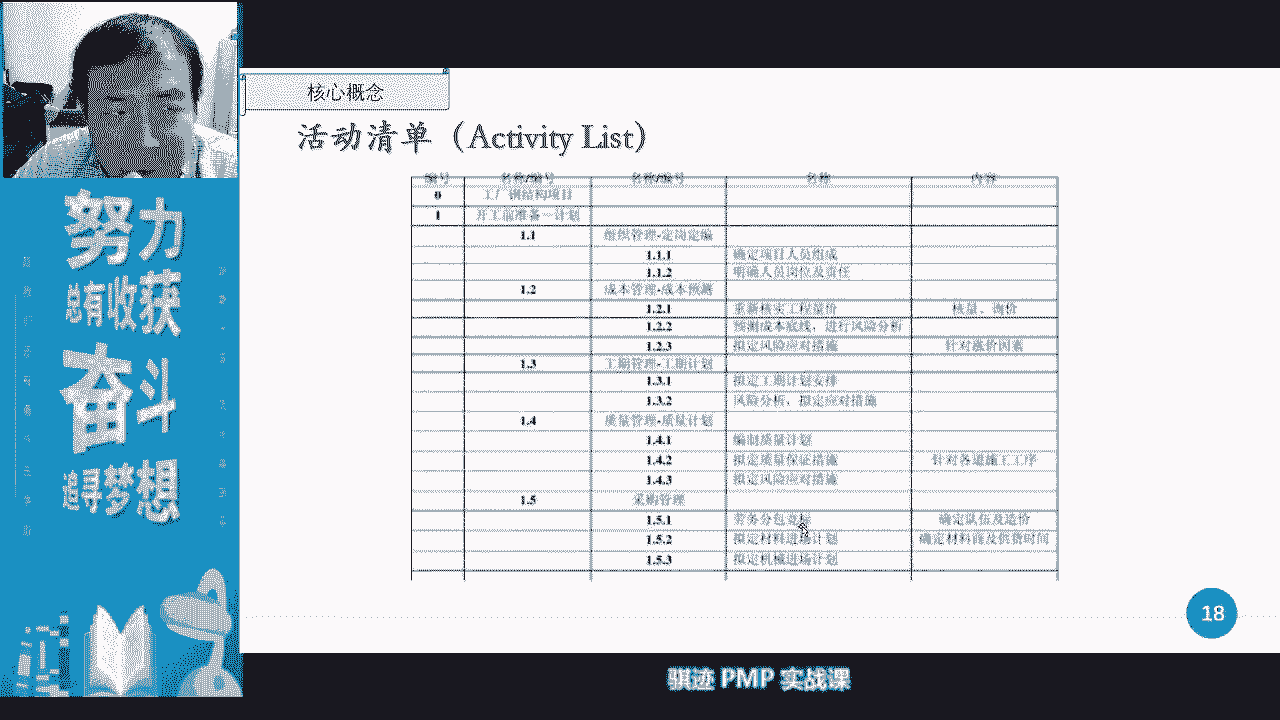 核心概念
活动清单（Activity List）
编号 名称/编号 名称/编号 名称 内容
0 工厂钢结构项目
1 开工前准备－计划
1.1 组织管理-定岗定编
1.1.1 确定项目人员组成
1.1.2 明确人员岗位及责任
1.2 成本管理-成本预测
1.2.1 重新核实工程量价 核量、询价
1.2.2 预测成本底线，进行风险分析
1.2.3 拟定风险应对措施 针对涨价因素
1.3 工期管理-工期计划
1.3.1 拟定工期计划安排
1.3.2 风险分析、拟定应对措施
1.4 质量管理-质量计划
1.4.1 编制质量计划
1.4.2 拟定质量保证措施 针对各道施工工序
1.4.3 拟定风险应对措施
1.5 采购管理
1.5.1 劳务分包竞标 确定队伍及造价
1.5.2 拟定材料进场计划 确定材料商及供货时间
1.5.3 拟定机械进场计划
努力
总有收获
奋斗
追寻梦想
18
骐迹 PMP 实战课